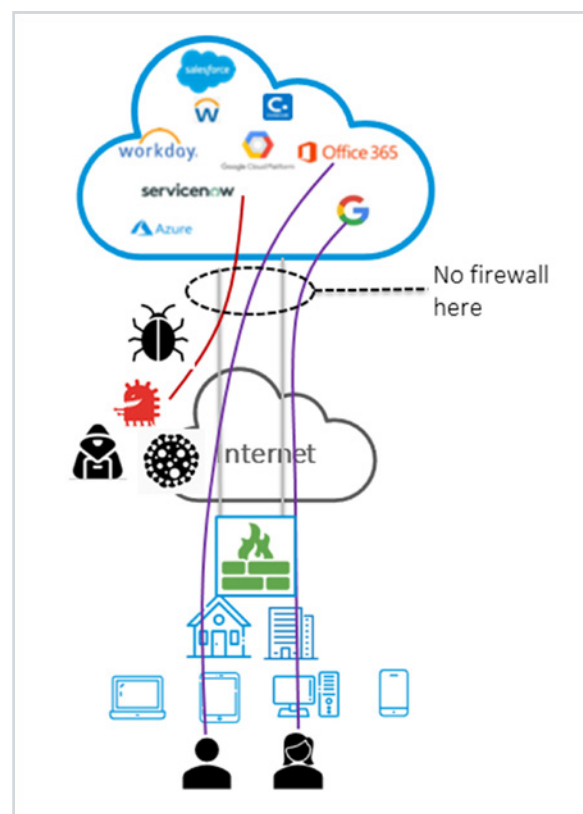 salesforce
W
C.
workday.
Google Cloud Platform
Office 365
servicenow
G
Azure
No firewall
here
Internet